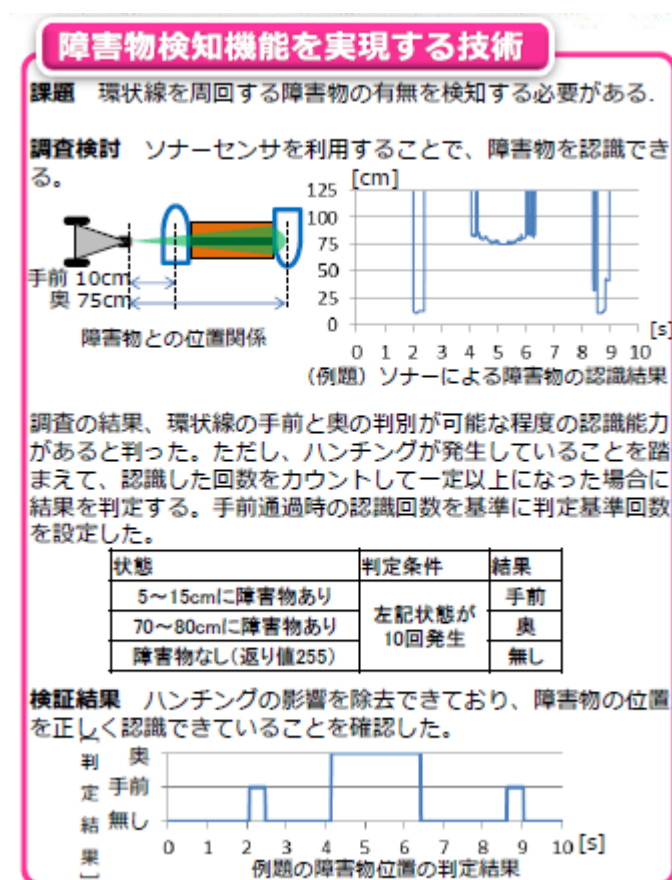 障害物検知機能を実現する技術
課題　環状線を周回する障害物の有無を検知する必要がある.
調査検討　ソナーセンサを利用することで、障害物を認識でき
る。
手前 10cm
奥 75cm
障害物との位置関係
[cm]
125
100
75
50
25
0
0 1 2 3 4 5 6 7 8 9 10 [s]
（例題）ソナーによる障害物の認識結果
調査の結果、環状線の手前と奥の判別が可能な程度の認識能力
があると判った。ただし、ハンチングが発生していることを踏
まえて、認識した回数をカウントして一定以上になった場合に
結果を判定する。手前通過時の認識回数を基準に判定基準回数
を設定した。
状態 判定条件 結果
5～15cmに障害物あり 手前
左記状態が
70～80cmに障害物あり 奥
10回発生
障害物なし(返り値255) 無し
検証結果　ハンチングの影響を除去できており、障害物の位置
を正しく認識できていることを確認した。
[判定結果]
奥
手前
無し
0 1 2 3 4 5 6 7 8 9 10 [s]
例題の障害物位置の判定結果